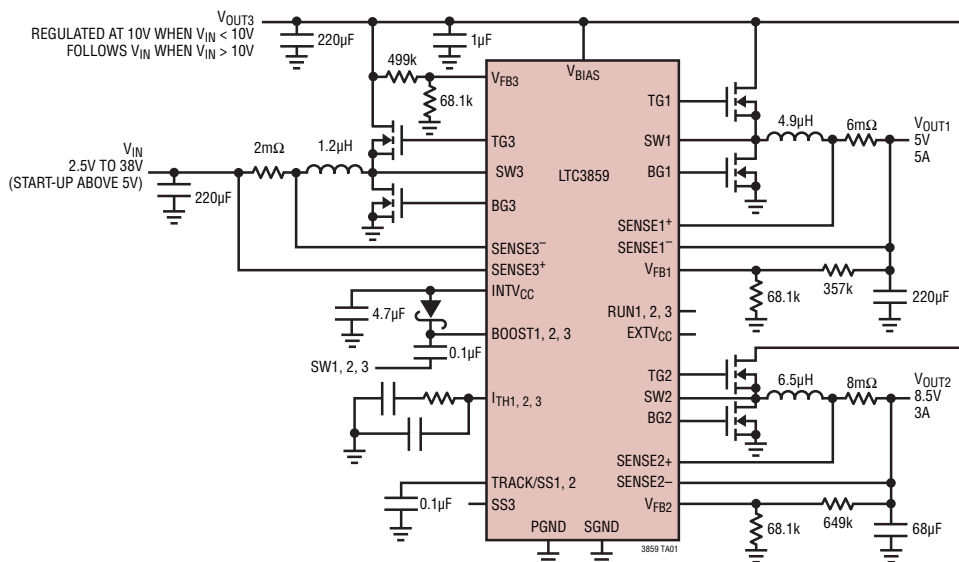 VOUT3
REGULATED AT 10V WHEN VIN < 10V
FOLLOWS VIN WHEN VIN > 10V
220µF
1µF
499k
68.1k
VIN
2.5V TO 38V
(START-UP ABOVE 5V)
220µF
2mΩ
1.2µH
VFB3
VBIAS
TG3
SW3
BG3
SENSE3–
SENSE3+
INTVCC
4.7µF
BOOST1, 2, 3
0.1µF
SW1, 2, 3
ITH1, 2, 3
TRACK/SS1, 2
0.1µF
SS3
PGND
SGND
LTC3859
TG1
SW1
BG1
SENSE1+
SENSE1–
VFB1
RUN1, 2, 3
EXTVCC
TG2
SW2
BG2
SENSE2+
SENSE2–
VFB2
4.9µH
6mΩ
VOUT1
5V
5A
357k
68.1k
220µF
6.5µH
8mΩ
VOUT2
8.5V
3A
649k
68.1k
68µF
3859 TA01